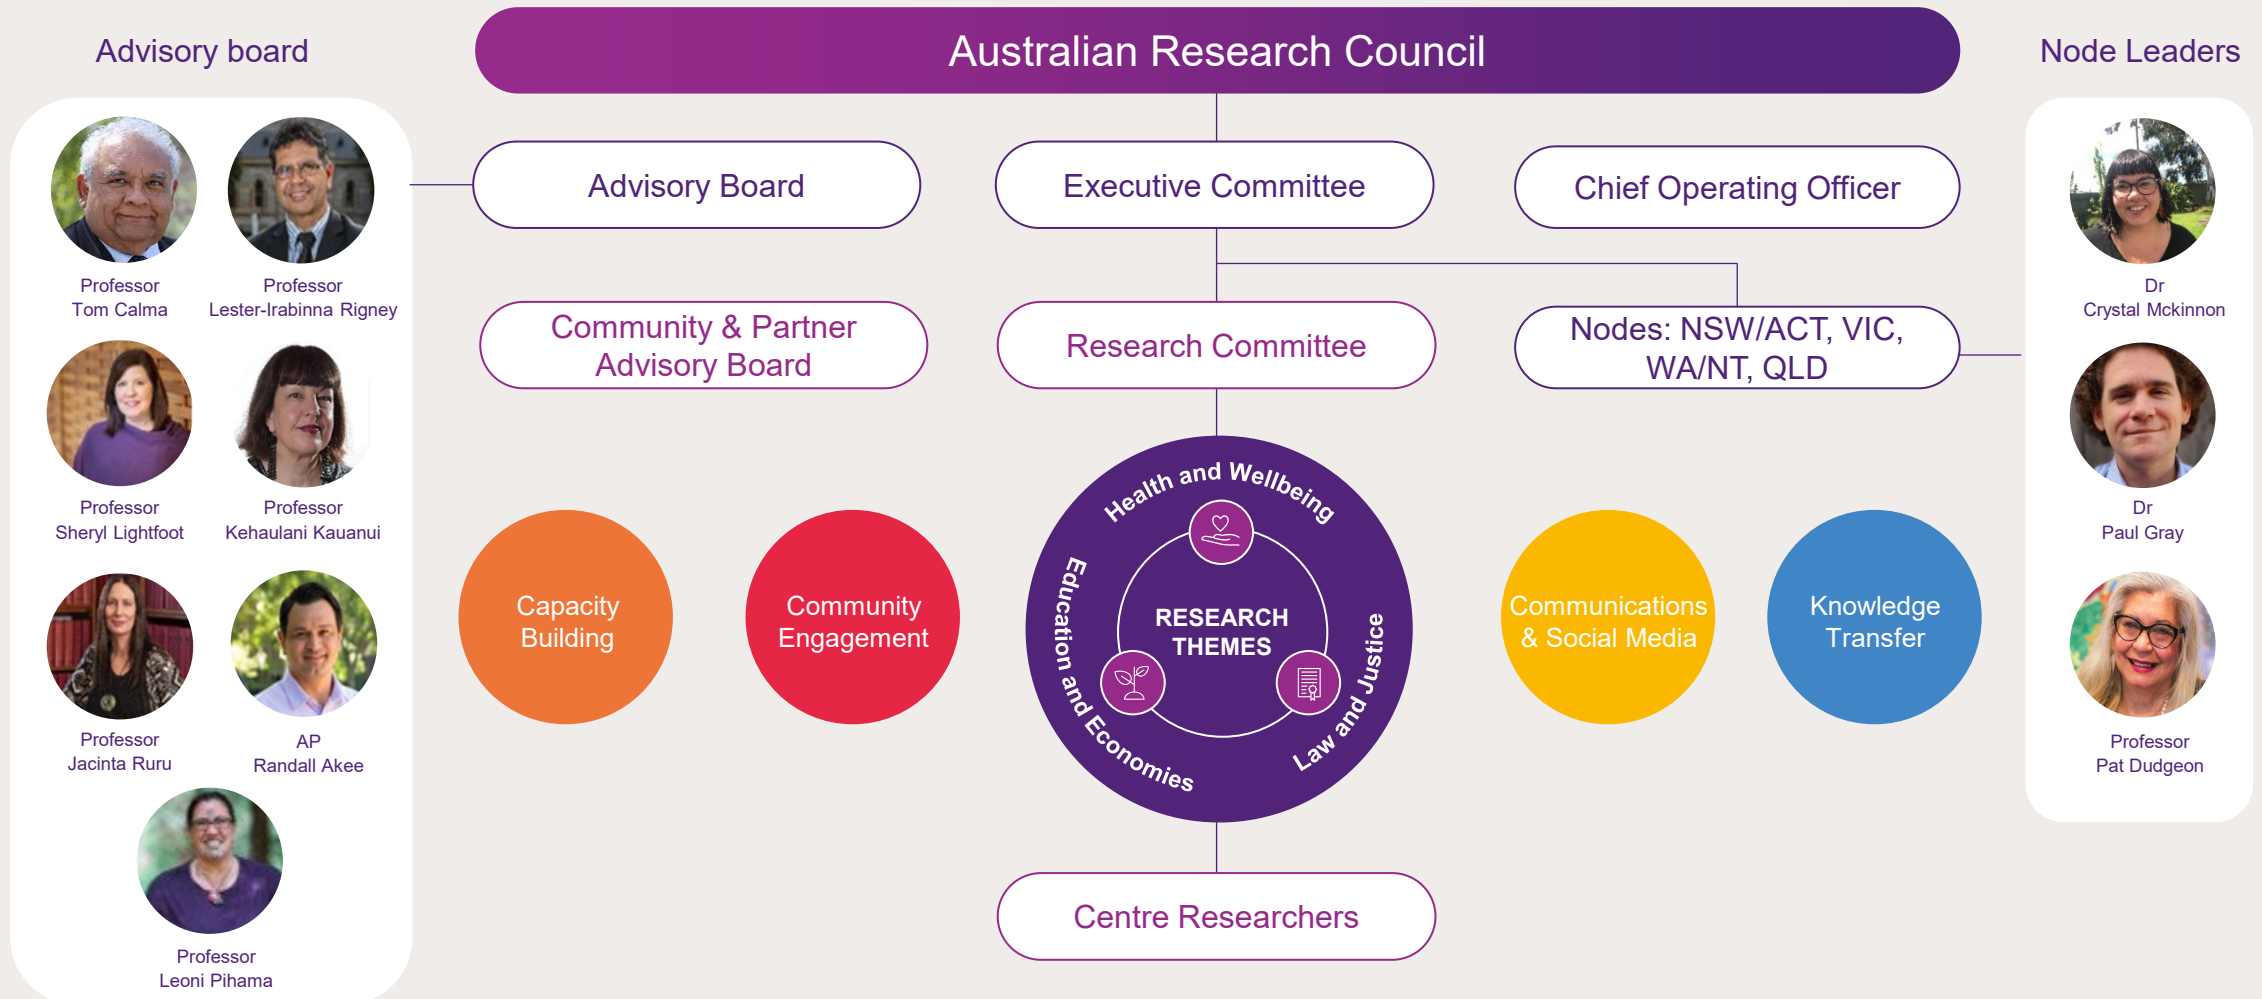 Advisory board
Australian Research Council
Node Leaders
Professor
Tom Calma
Professor
Lester-Irabinna Rigney
Professor
Sheryl Lightfoot
Professor
Kehaulani Kauanui
Professor
Jacinta Ruru
AP
Randall Akee
Professor
Leoni Pihama
Advisory Board
Executive Committee
Chief Operating Officer
Community & Partner
Advisory Board
Research Committee
Nodes: NSW/ACT, VIC,
WA/NT, QLD
Capacity
Building
Community
Engagement
Health and Wellbeing
Education and Economies
Law and Justice
RESEARCH
THEMES
Communications
& Social Media
Knowledge
Transfer
Centre Researchers
Dr
Crystal Mckinnon
Dr
Paul Gray
Professor
Pat Dudgeon